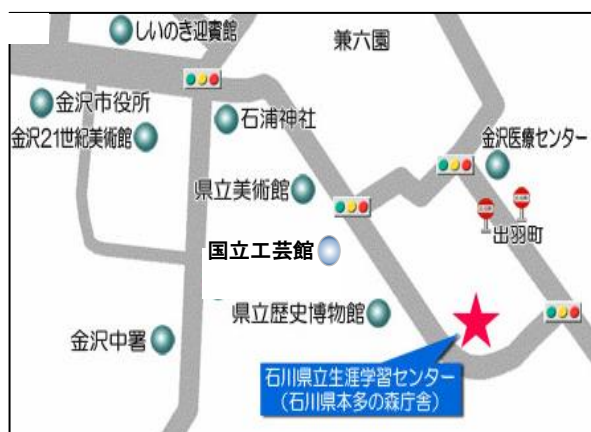 しいのき迎賓館
兼六園
金沢市役所
石浦神社
金沢21世紀美術館
金沢医療センター
県立美術館
出羽町
国立工芸館
県立歴史博物館
金沢中署
石川県立生涯学習センター
(石川県本多の森庁舎)